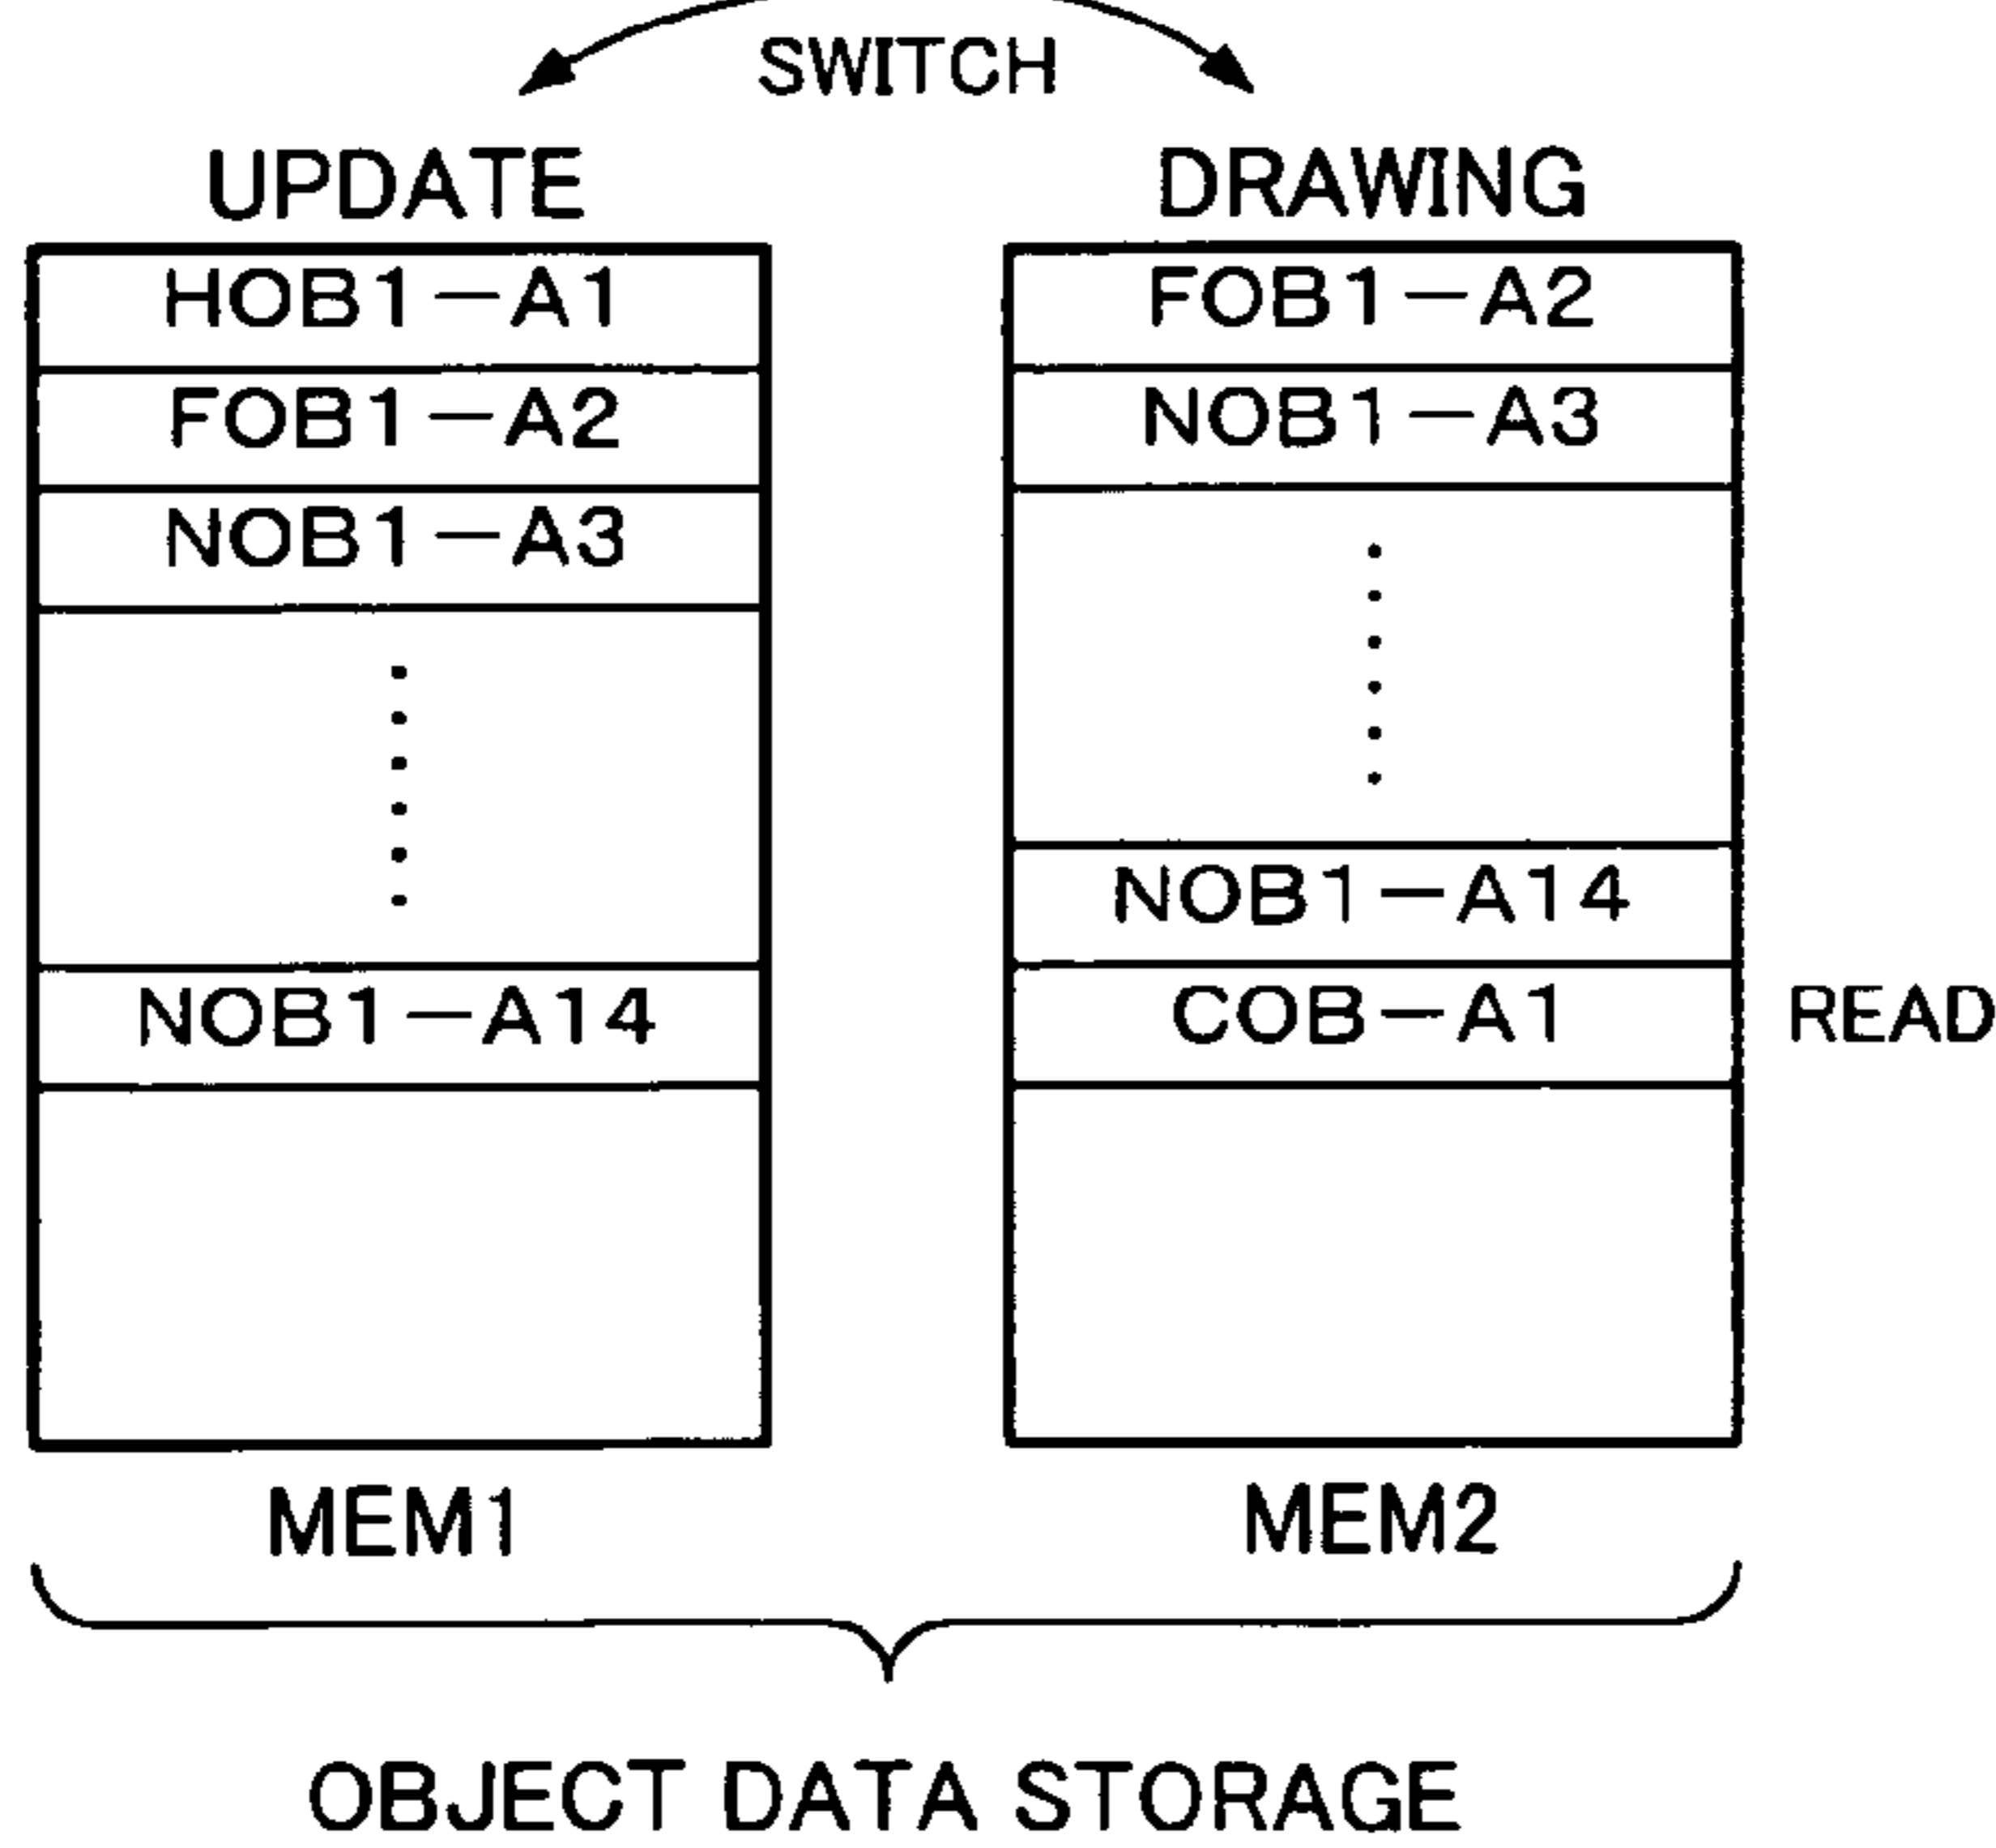 SWITCH
UPDATE
HOB1-A1
FOB1-A2
NOB1-A3
NOB1-A14
MEM1
DRAWING
FOB1-A2
NOB1-A3
NOB1-A14
COB-A1
READ
MEM2
OBJECT DATA STORAGE